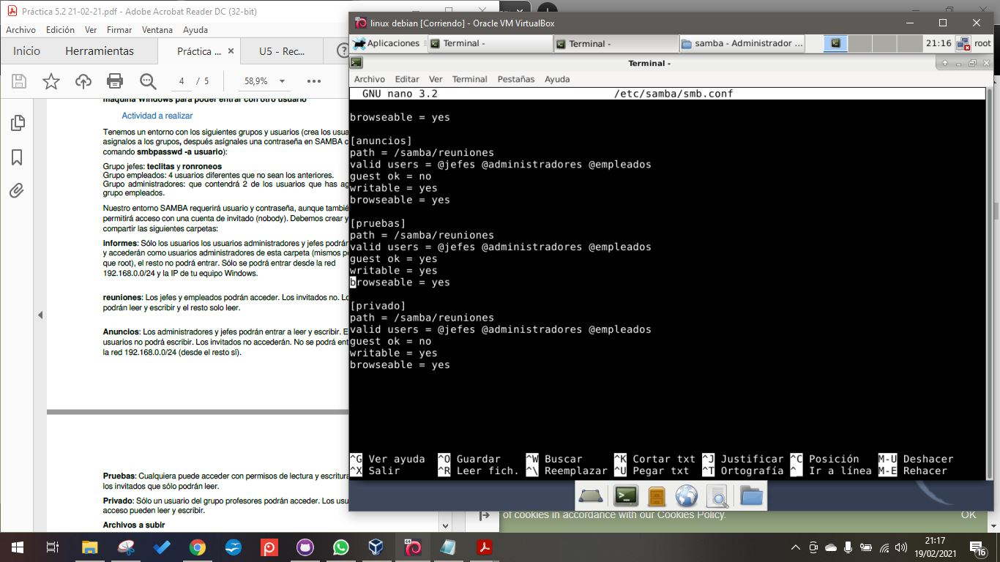 Práctica 5.2 21-02-21.pdf - Adobe Acrobat Reader DC (32-bit)
Archivo Edición Ver Firmar Ventana Ayuda
Inicio Herramientas Práctica ... × U5 - Rec...
4 / 5 58,9%
máquina Windows para poder entrar con otro usuario
Actividad a realizar
Tenemos un entorno con los siguientes grupos y usuarios (crea los usua
asígnalos a los grupos, después asígnales una contraseña en SAMBA c
comando smbpasswd -a usuario):
Grupo jefes: teclitas y ronroneos
Grupo empleados: 4 usuarios diferentes que no sean los anteriores.
Grupo administradores: que contendrá 2 de los usuarios que has ag
grupo empleados.
Nuestro entorno SAMBA requerirá usuario y contraseña, aunque tambié
permitirá acceso con una cuenta de invitado (nobody). Debemos crear y
compartir las siguientes carpetas:
informes: Sólo los usuarios los usuarios administradores y jefes podrán
y accederán como usuarios administradores de esta carpeta (mismos p
que root), el resto no podrá entrar. Sólo se podrá entrar desde la red
192.168.0.0/24 y la IP de tu equipo Windows.
reuniones: Los jefes y empleados podrán acceder. Los invitados no. Lo
podrán leer y escribir y el resto solo leer.
Anuncios: Los administradores y jefes podrán entrar a leer y escribir. E
usuarios no podrá escribir. Los invitados no accederán. No se podrá ent
la red 192.168.0.0/24 (desde el resto sí).
Pruebas: Cualquiera puede acceder con permisos de lectura y escritura
los invitados que sólo podrán leer.
Privado: Sólo un usuario del grupo profesores podrán acceder. Los usu
acceso pueden leer y escribir.
Archivos a subir
linux debian [Corriendo] - Oracle VM VirtualBox
Aplicaciones Terminal - Terminal - samba - Administrador ... 21:16 root
Terminal -
Archivo Editar Ver Terminal Pestañas Ayuda
GNU nano 3.2 /etc/samba/smb.conf
browseable = yes
[anuncios]
path = /samba/reuniones
valid users = @jefes @administradores @empleados
guest ok = no
writable = yes
browseable = yes
[pruebas]
path = /samba/reuniones
valid users = @jefes @administradores @empleados
guest ok = yes
writable = yes
browseable = yes
[privado]
path = /samba/reuniones
valid users = @jefes @administradores @empleados
guest ok = no
writable = yes
browseable = yes
^G Ver ayuda ^O Guardar ^W Buscar ^K Cortar txt ^J Justificar ^C Posición M-U Deshacer
^X Salir ^R Leer fich. ^\ Reemplazar ^U Pegar txt ^T Ortografía ^_ Ir a línea M-E Rehacer
of cookies in accordance with our Cookies Policy. OK
21:17
19/02/2021
16